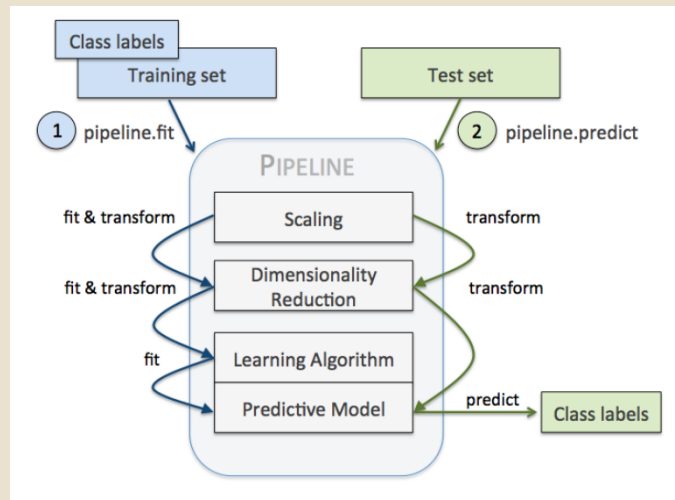 Class labels
Training set
Test set
1
pipeline.fit
2
pipeline.predict
PIPELINE
fit & transform
Scaling
transform
fit & transform
Dimensionality
Reduction
transform
fit
Learning Algorithm
Predictive Model
predict
Class labels